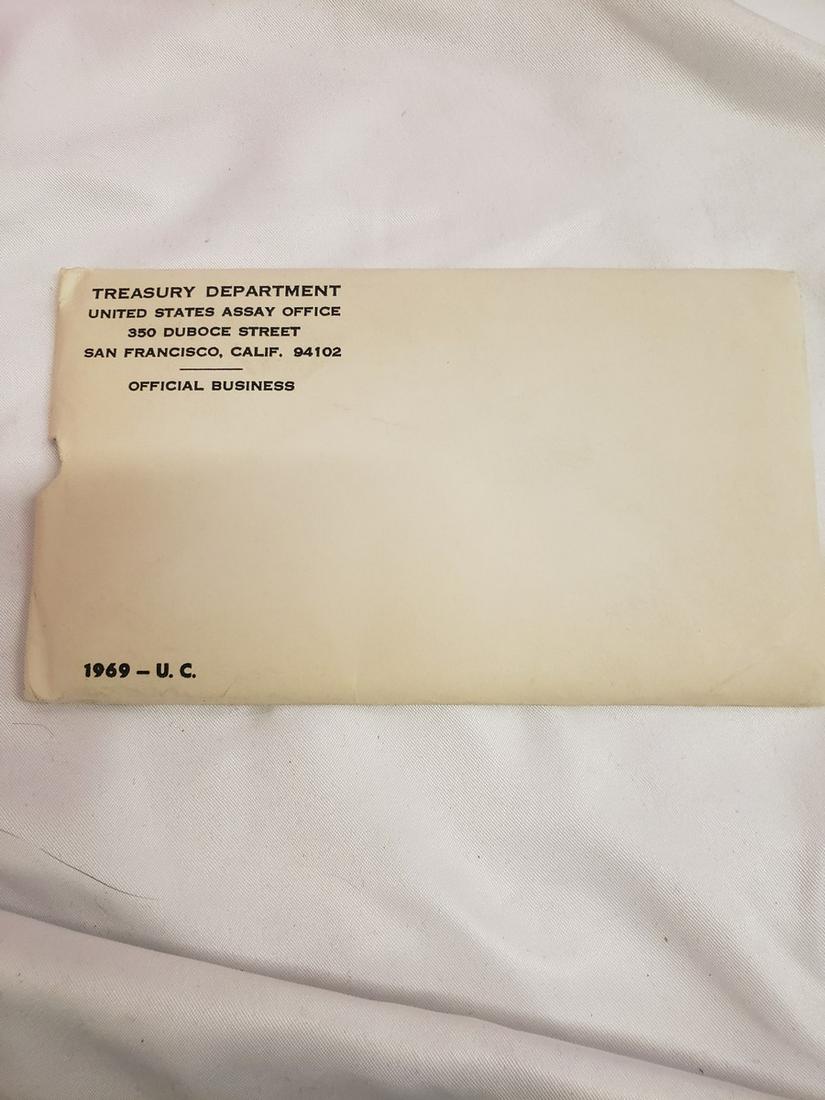 TREASURY DEPARTMENT
UNITED STATES ASSAY OFFICE
350 DUBOCE STREET
SAN FRANCISCO, CALIF. 94102
OFFICIAL BUSINESS
1969 – U. C.